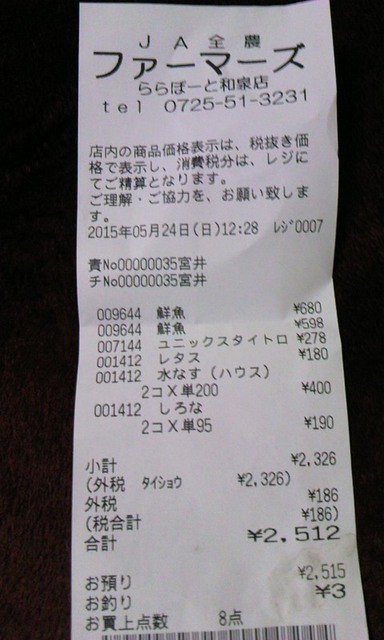 JA全農
ファーマーズ
ららぽーと和泉店
tel 0725-51-3231
店内の商品価格表示は、税抜き価
格で表示し、消費税分は、レジに
てご精算となります。
ご理解・ご協力を、お願い致しま
す。
2015年05月24日(日)12:28 レジ0007
責No00000035宮井
チNo00000035宮井
009644 鮮魚 ¥680
009644 鮮魚 ¥598
007144 ユニックスタイトロ ¥278
001412 レタス ¥180
001412 水なす(ハウス)
2コX単200 ¥400
001412 しろな
2コX単95 ¥190
小計 ¥2,326
(外税 タイショウ ¥2,326)
外税 ¥186
(税合計 ¥186)
合計 ¥2,512
お預り ¥2,515
お釣り ¥3
お買上点数 8点